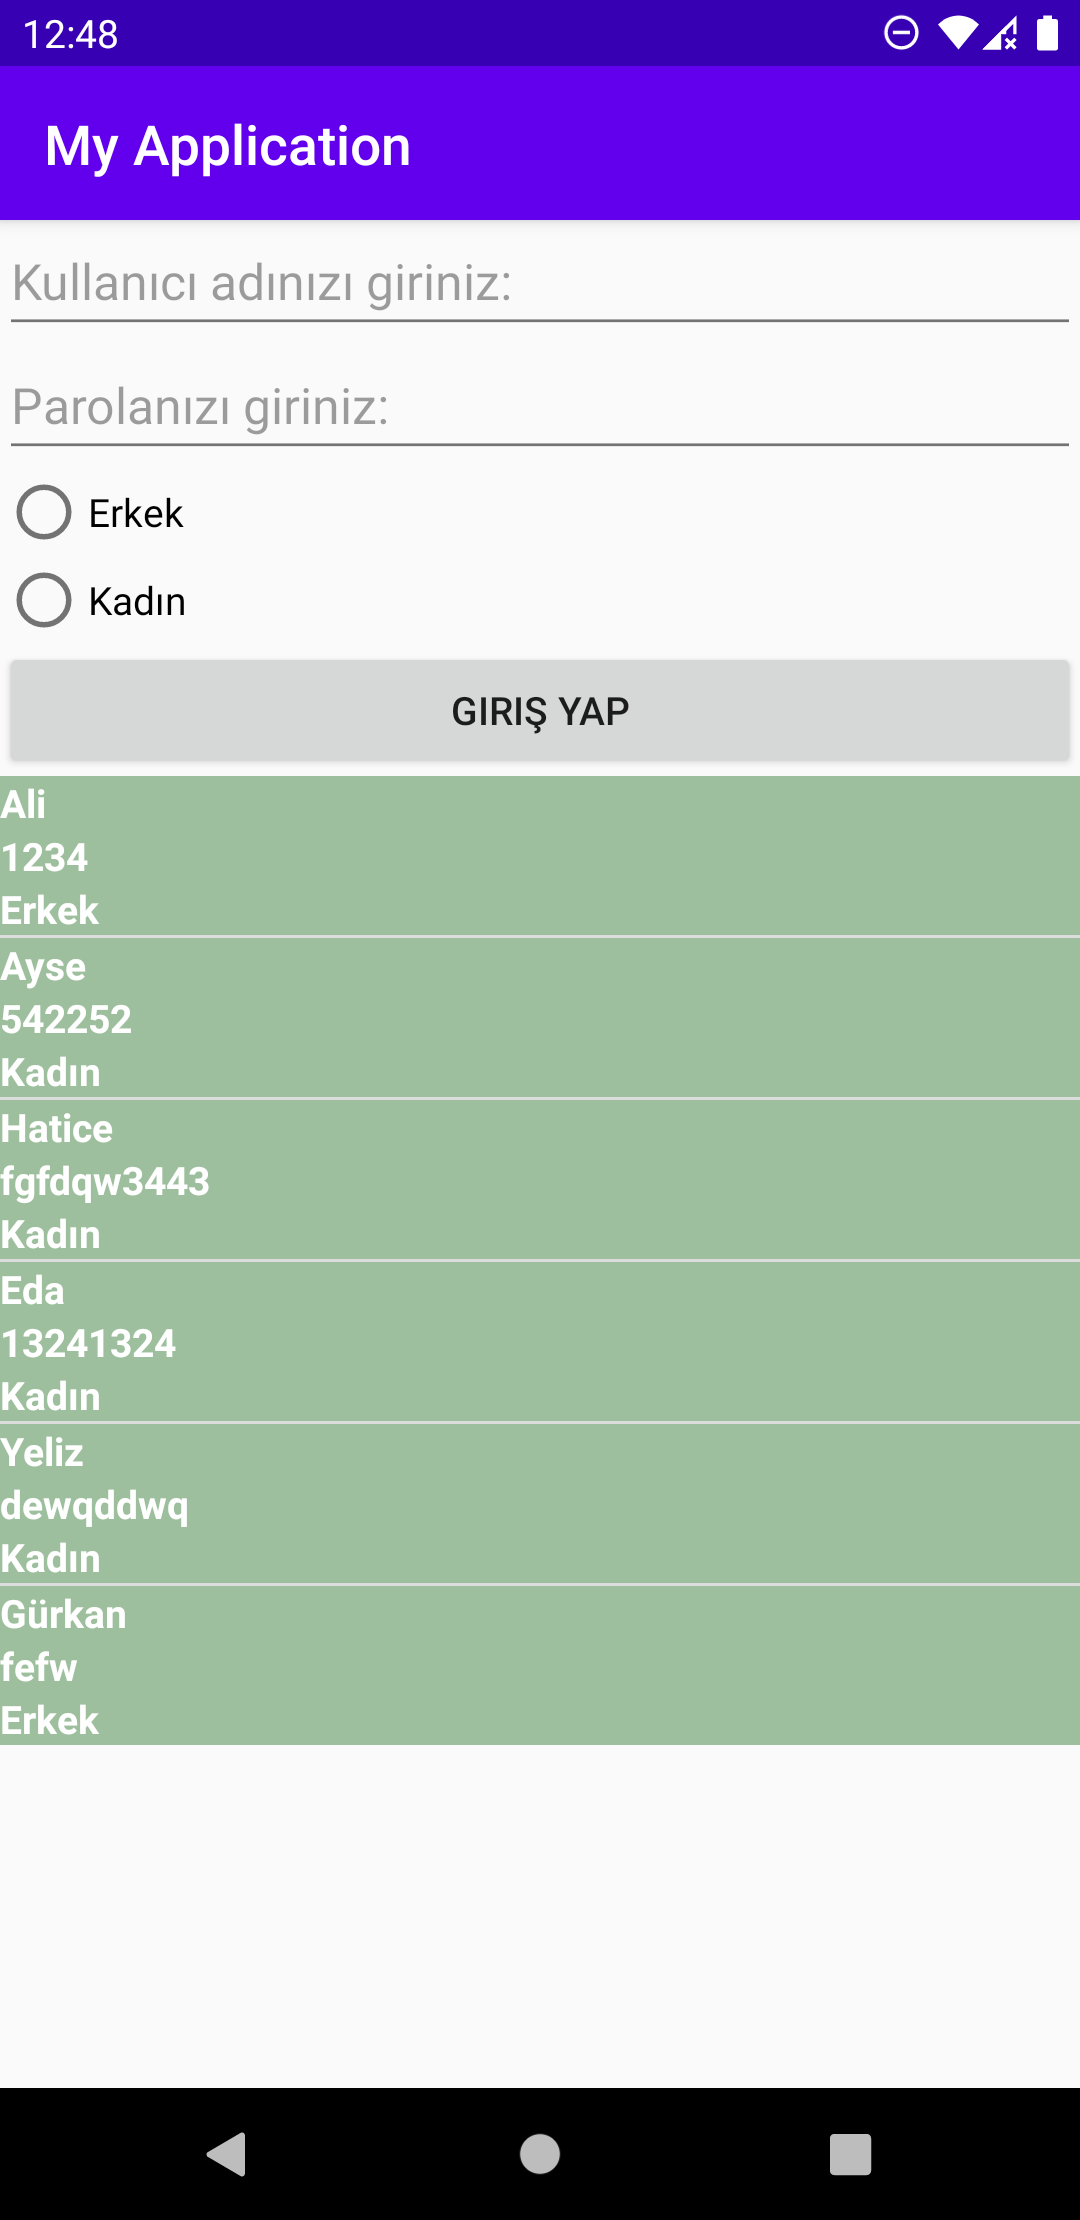 12:48
My Application
Kullanıcı adınızı giriniz:
Parolanızı giriniz:
Erkek
Kadın
GIRIŞ YAP
Ali
1234
Erkek
Ayse
542252
Kadın
Hatice
fgfdqw3443
Kadın
Eda
13241324
Kadın
Yeliz
dewqddwq
Kadın
Gürkan
fefw
Erkek